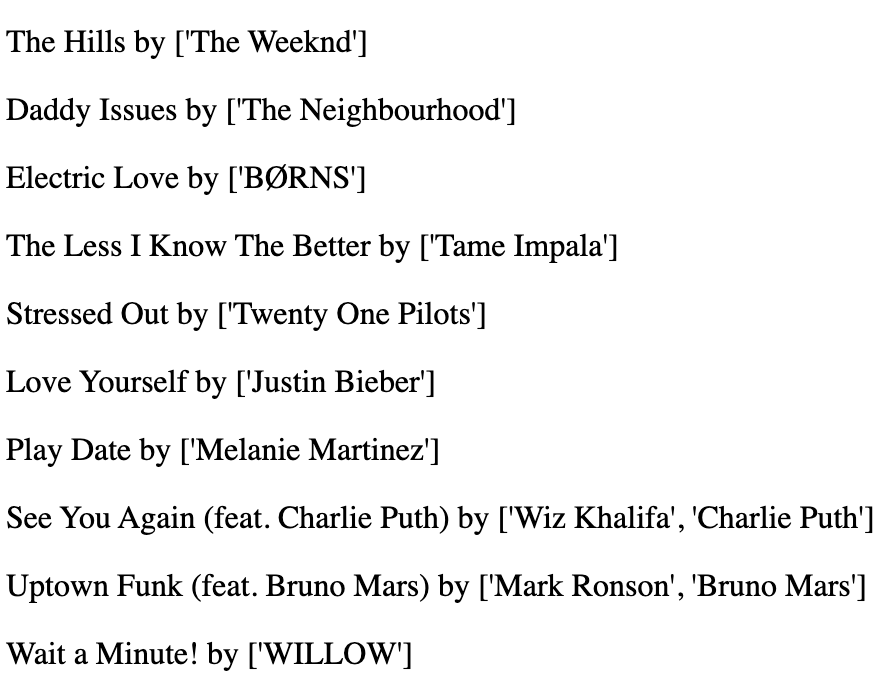 The Hills by ['The Weeknd']
Daddy Issues by ['The Neighbourhood']
Electric Love by ['BØRNS']
The Less I Know The Better by ['Tame Impala']
Stressed Out by ['Twenty One Pilots']
Love Yourself by ['Justin Bieber']
Play Date by ['Melanie Martinez']
See You Again (feat. Charlie Puth) by ['Wiz Khalifa', 'Charlie Puth']
Uptown Funk (feat. Bruno Mars) by ['Mark Ronson', 'Bruno Mars']
Wait a Minute! by ['WILLOW']